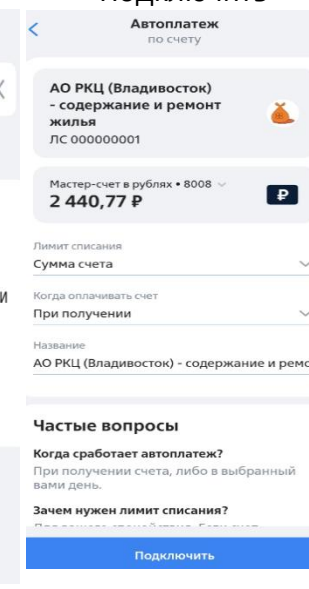 Автоплатеж
по счету
АО РКЦ (Владивосток)
- содержание и ремонт
жилья
ЛС 000000001
Мастер-счет в рублях • 8008
2 440,77 ₽
₽
Лимит списания
Сумма счета
Когда оплачивать счет
При получении
и
Название
АО РКЦ (Владивосток) - содержание и ремо
Частые вопросы
Когда сработает автоплатеж?
При получении счета, либо в выбранный
вами день.
Зачем нужен лимит списания?
Подключить